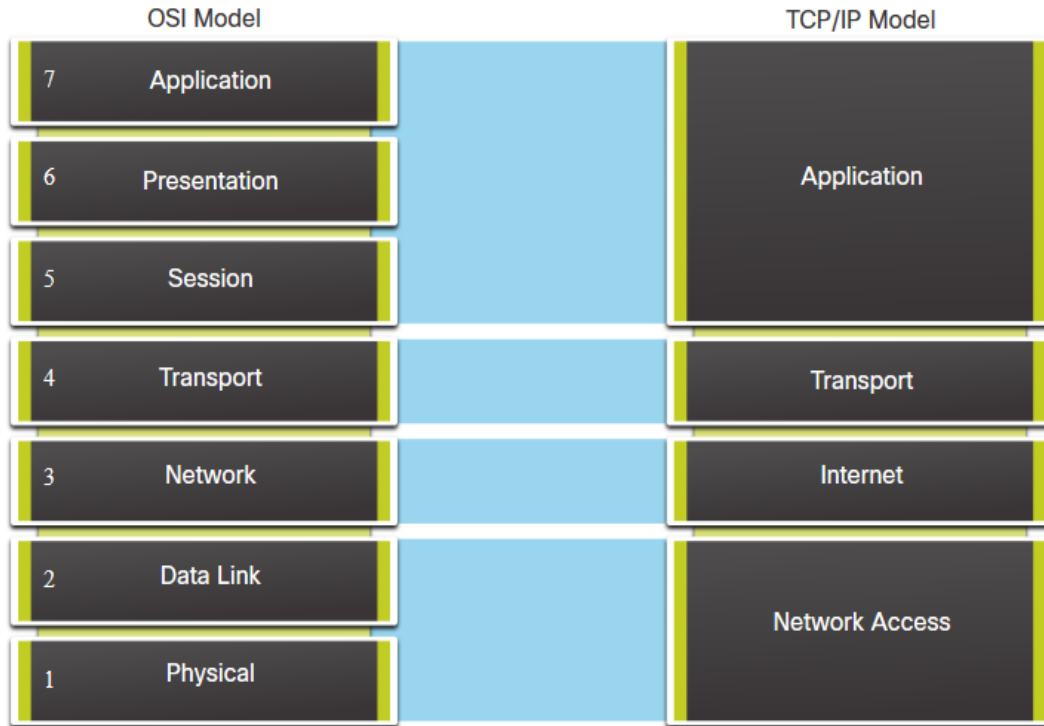 OSI Model
TCP/IP Model
7 Application
6 Presentation
5 Session
4 Transport
3 Network
2 Data Link
1 Physical
Application
Transport
Internet
Network Access